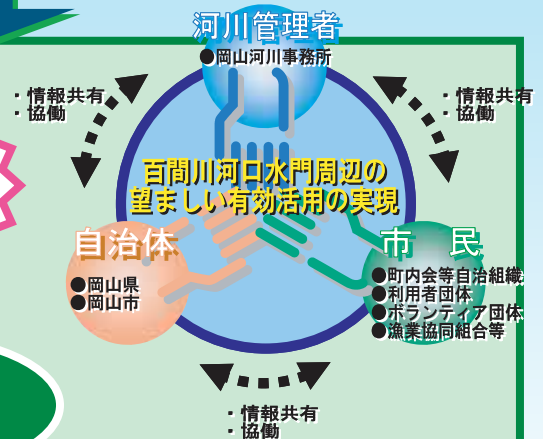 河川管理者
●岡山河川事務所
・情報共有
・協働
・情報共有
・協働
百間川河口水門周辺の
望ましい有効活用の実現
自治体
●岡山県
●岡山市
市 民
●町内会等自治組織
●利用者団体
●ボランティア団体
●漁業協同組合等
・情報共有
・協働